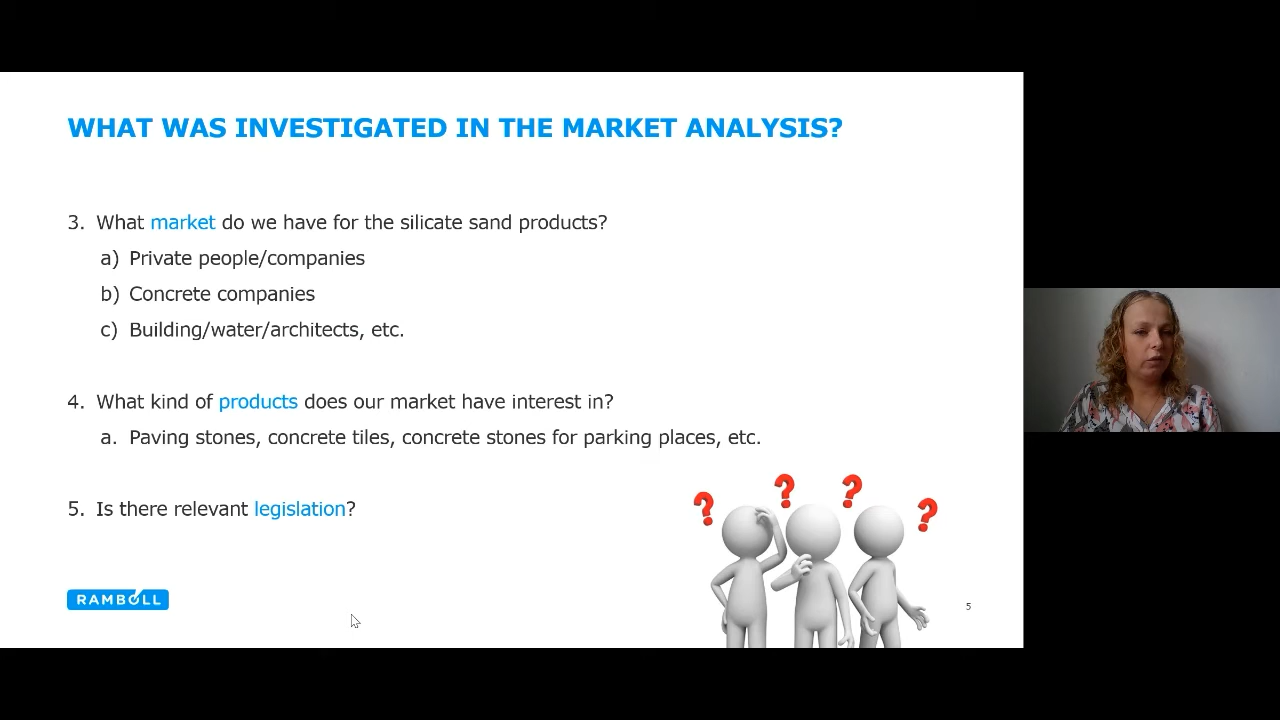 WHAT WAS INVESTIGATED IN THE MARKET ANALYSIS?
3. What market do we have for the silicate sand products?
a) Private people/companies
b) Concrete companies
c) Building/water/architects, etc.
4. What kind of products does our market have interest in?
a. Paving stones, concrete tiles, concrete stones for parking places, etc.
5. Is there relevant legislation?
? ? ? ?
RAMBOLL
5